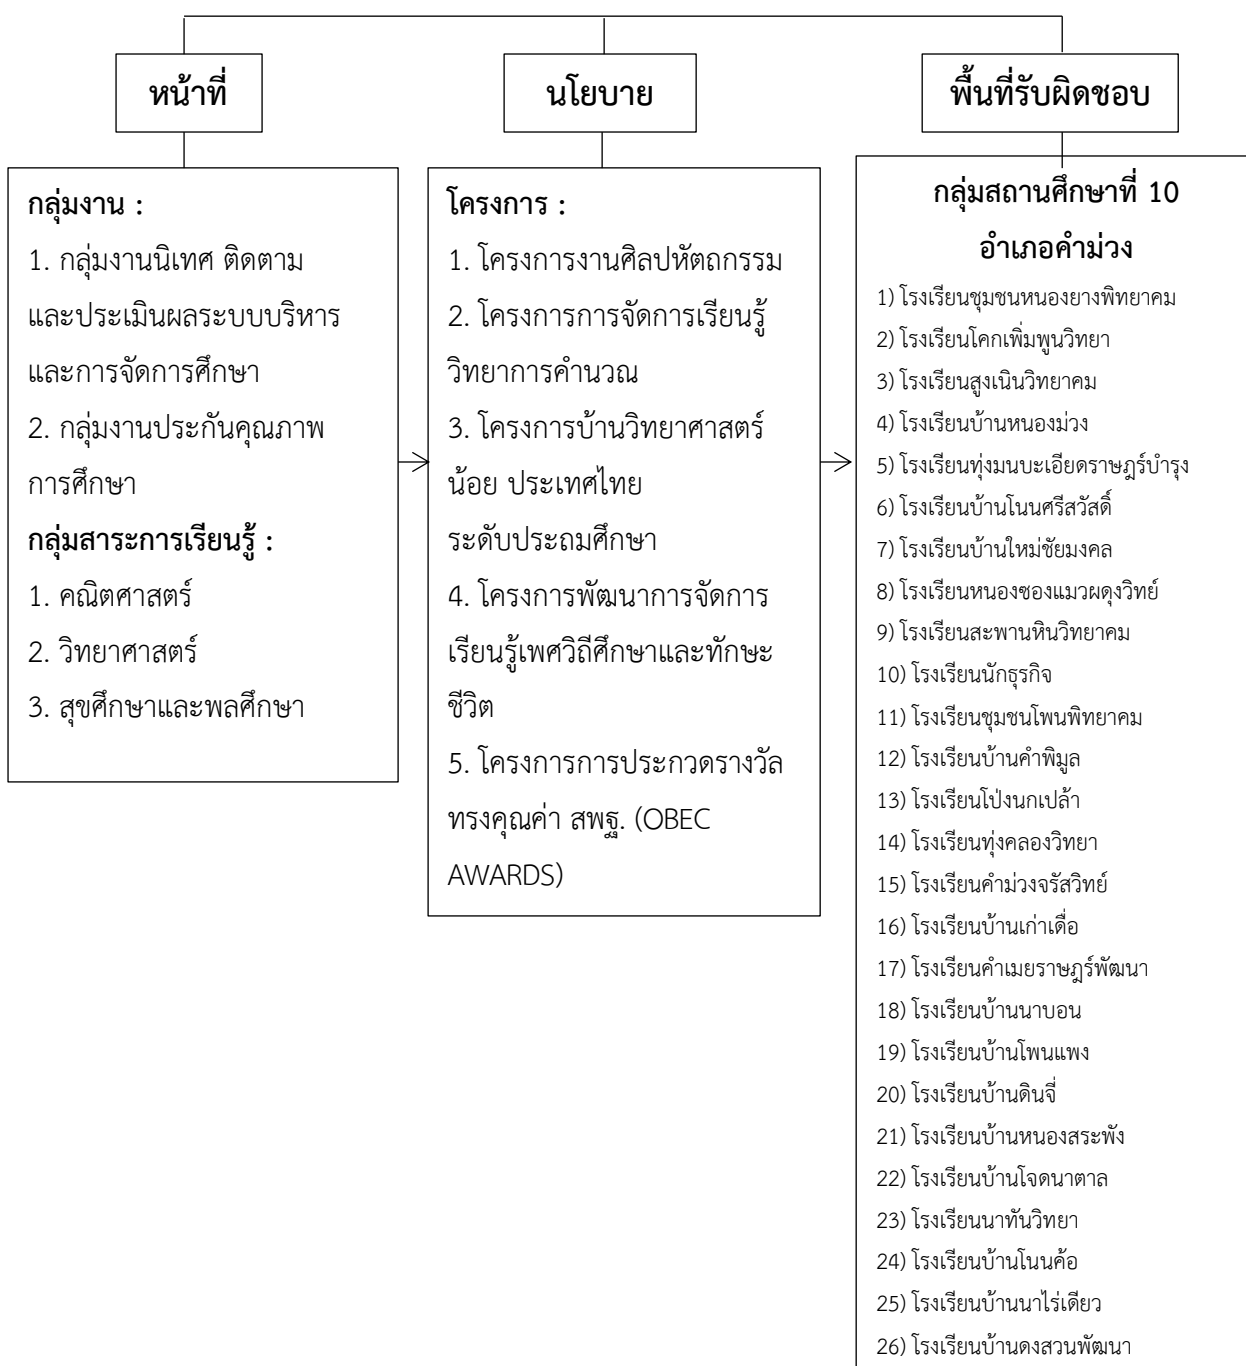 หน้าที่
นโยบาย
พื้นที่รับผิดชอบ
กลุ่มงาน :
1. กลุ่มงานนิเทศ ติดตาม
และประเมินผลระบบบริหาร
และการจัดการศึกษา
2. กลุ่มงานประกันคุณภาพ
การศึกษา
กลุ่มสาระการเรียนรู้ :
1. คณิตศาสตร์
2. วิทยาศาสตร์
3. สุขศึกษาและพลศึกษา
โครงการ :
1. โครงการงานศิลปหัตถกรรม
2. โครงการการจัดการเรียนรู้
วิทยาการคำนวณ
3. โครงการบ้านวิทยาศาสตร์
น้อย ประเทศไทย
ระดับประถมศึกษา
4. โครงการพัฒนาการจัดการ
เรียนรู้เพศวิถีศึกษาและทักษะ
ชีวิต
5. โครงการการประกวดรางวัล
ทรงคุณค่า สพฐ. (OBEC
AWARDS)
กลุ่มสถานศึกษาที่ 10
อำเภอคำม่วง
1) โรงเรียนชุมชนหนองยางพิทยาคม
2) โรงเรียนโคกเพิ่มพูนวิทยา
3) โรงเรียนสูงเนินวิทยาคม
4) โรงเรียนบ้านหนองม่วง
5) โรงเรียนทุ่งมนบะเอียดราษฎร์บำรุง
6) โรงเรียนบ้านโนนศรีสวัสดิ์
7) โรงเรียนบ้านใหม่ชัยมงคล
8) โรงเรียนหนองซองแมวผดุงวิทย์
9) โรงเรียนสะพานหินวิทยาคม
10) โรงเรียนนักธุรกิจ
11) โรงเรียนชุมชนโพนพิทยาคม
12) โรงเรียนบ้านคำพิมูล
13) โรงเรียนโป่งนกเปล้า
14) โรงเรียนทุ่งคลองวิทยา
15) โรงเรียนคำม่วงจรัสวิทย์
16) โรงเรียนบ้านเก่าเดื่อ
17) โรงเรียนคำเมยราษฎร์พัฒนา
18) โรงเรียนบ้านนาบอน
19) โรงเรียนบ้านโพนแพง
20) โรงเรียนบ้านดินจี่
21) โรงเรียนบ้านหนองสระพัง
22) โรงเรียนบ้านโจดนาตาล
23) โรงเรียนนาทันวิทยา
24) โรงเรียนบ้านโนนค้อ
25) โรงเรียนบ้านนาไร่เดียว
26) โรงเรียนบ้านดงสวนพัฒนา